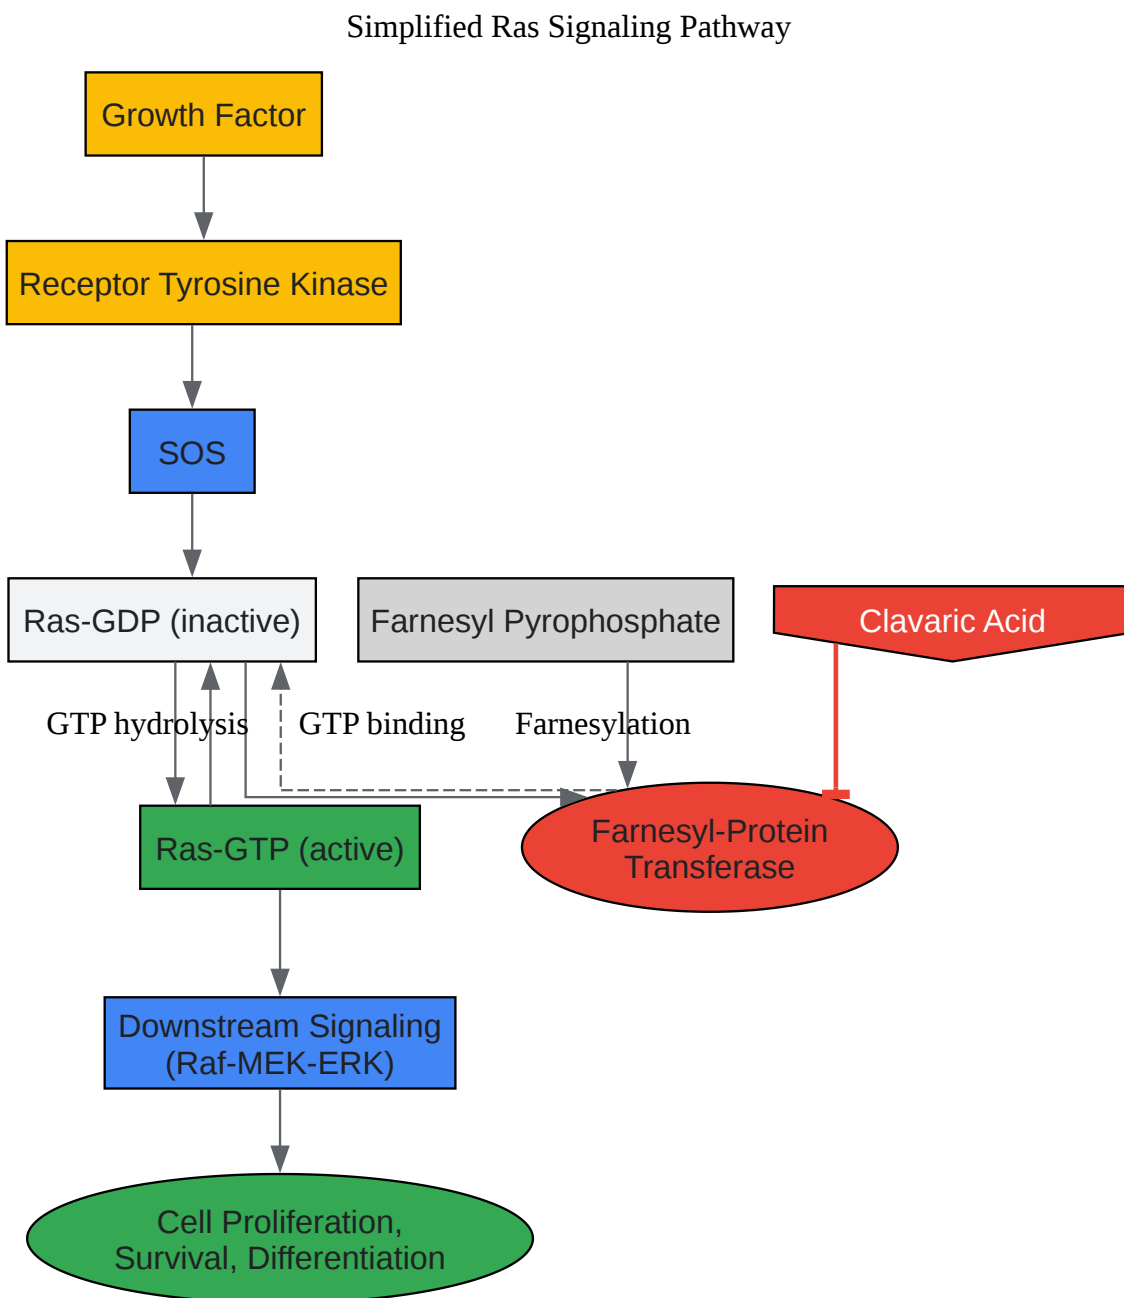 Simplified Ras Signaling Pathway
Growth Factor
Receptor Tyrosine Kinase
SOS
Ras-GDP (inactive)
Farnesyl Pyrophosphate
Clavaric Acid
GTP hydrolysis
GTP binding
Farnesylation
Ras-GTP (active)
Farnesyl-Protein
Transferase
Downstream Signaling
(Raf-MEK-ERK)
Cell Proliferation,
Survival, Differentiation